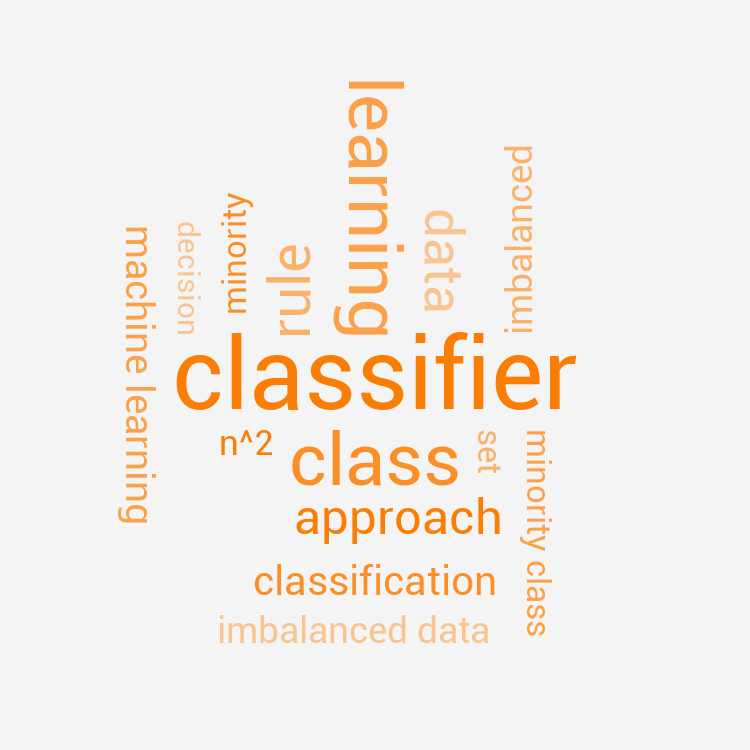 learning
imbalanced
minority
data
decision
machine learning
rule
classifier
n^2
class
set
minority class
approach
classification
imbalanced data